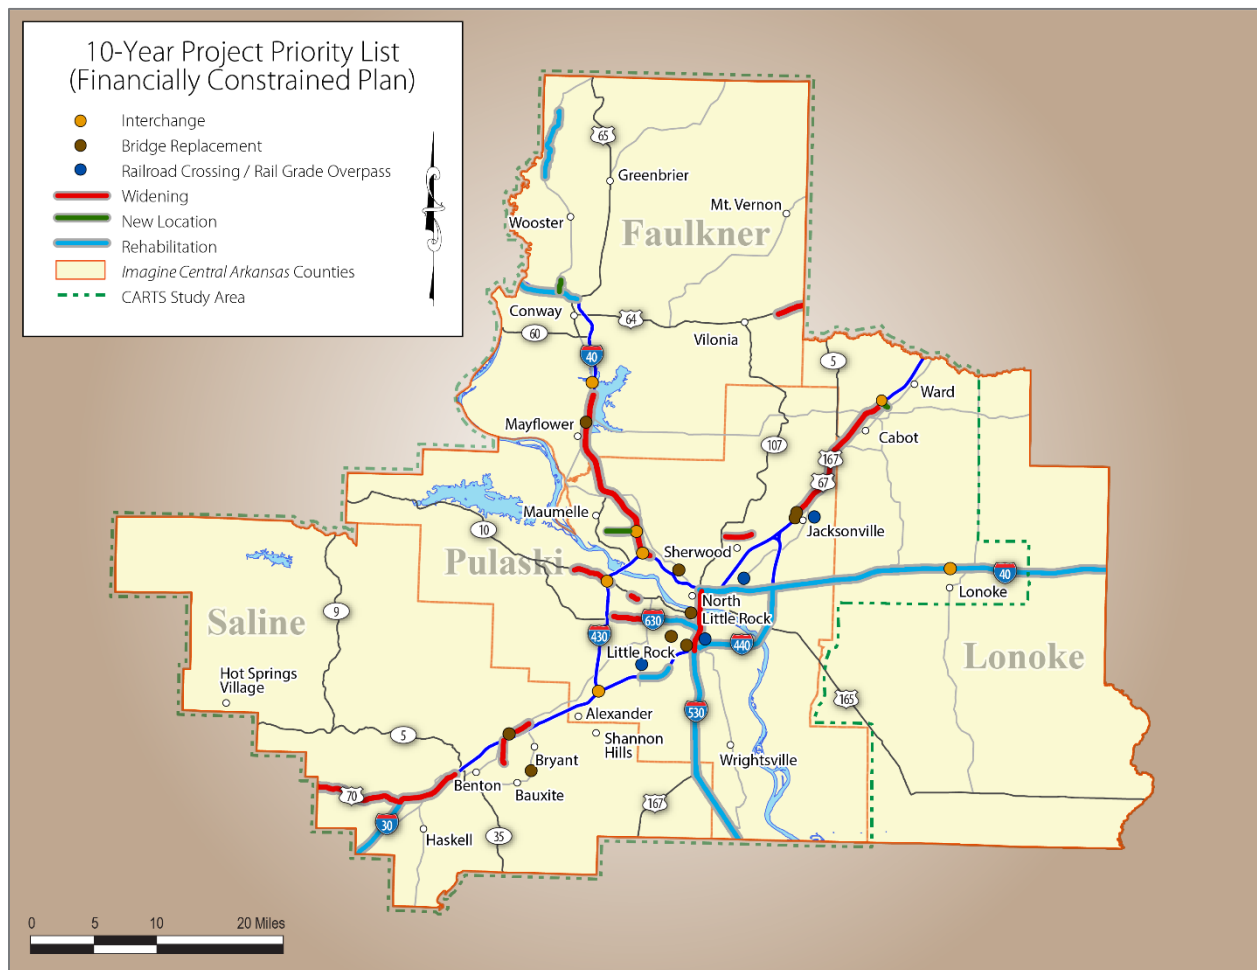 10-Year Project Priority List
(Financially Constrained Plan)
Interchange
Bridge Replacement
Railroad Crossing / Rail Grade Overpass
Widening
New Location
Rehabilitation
Imagine Central Arkansas Counties
CARTS Study Area
65
Greenbrier
Mt. Vernon
Wooster
Faulkner
Conway
64
60
Vilonia
40
5
Ward
Mayflower
Cabot
107
167
67
Maumelle
10
Jacksonville
Sherwood
Pulaski
40
Lonoke
North
Little Rock
9
Saline
630
430
Little Rock
440
Lonoke
Hot Springs
Village
165
530
Alexander
Shannon
Hills
5
Bryant
Wrightsville
Benton
Bauxite
70
167
30
Haskell
35
0 5 10 20 Miles